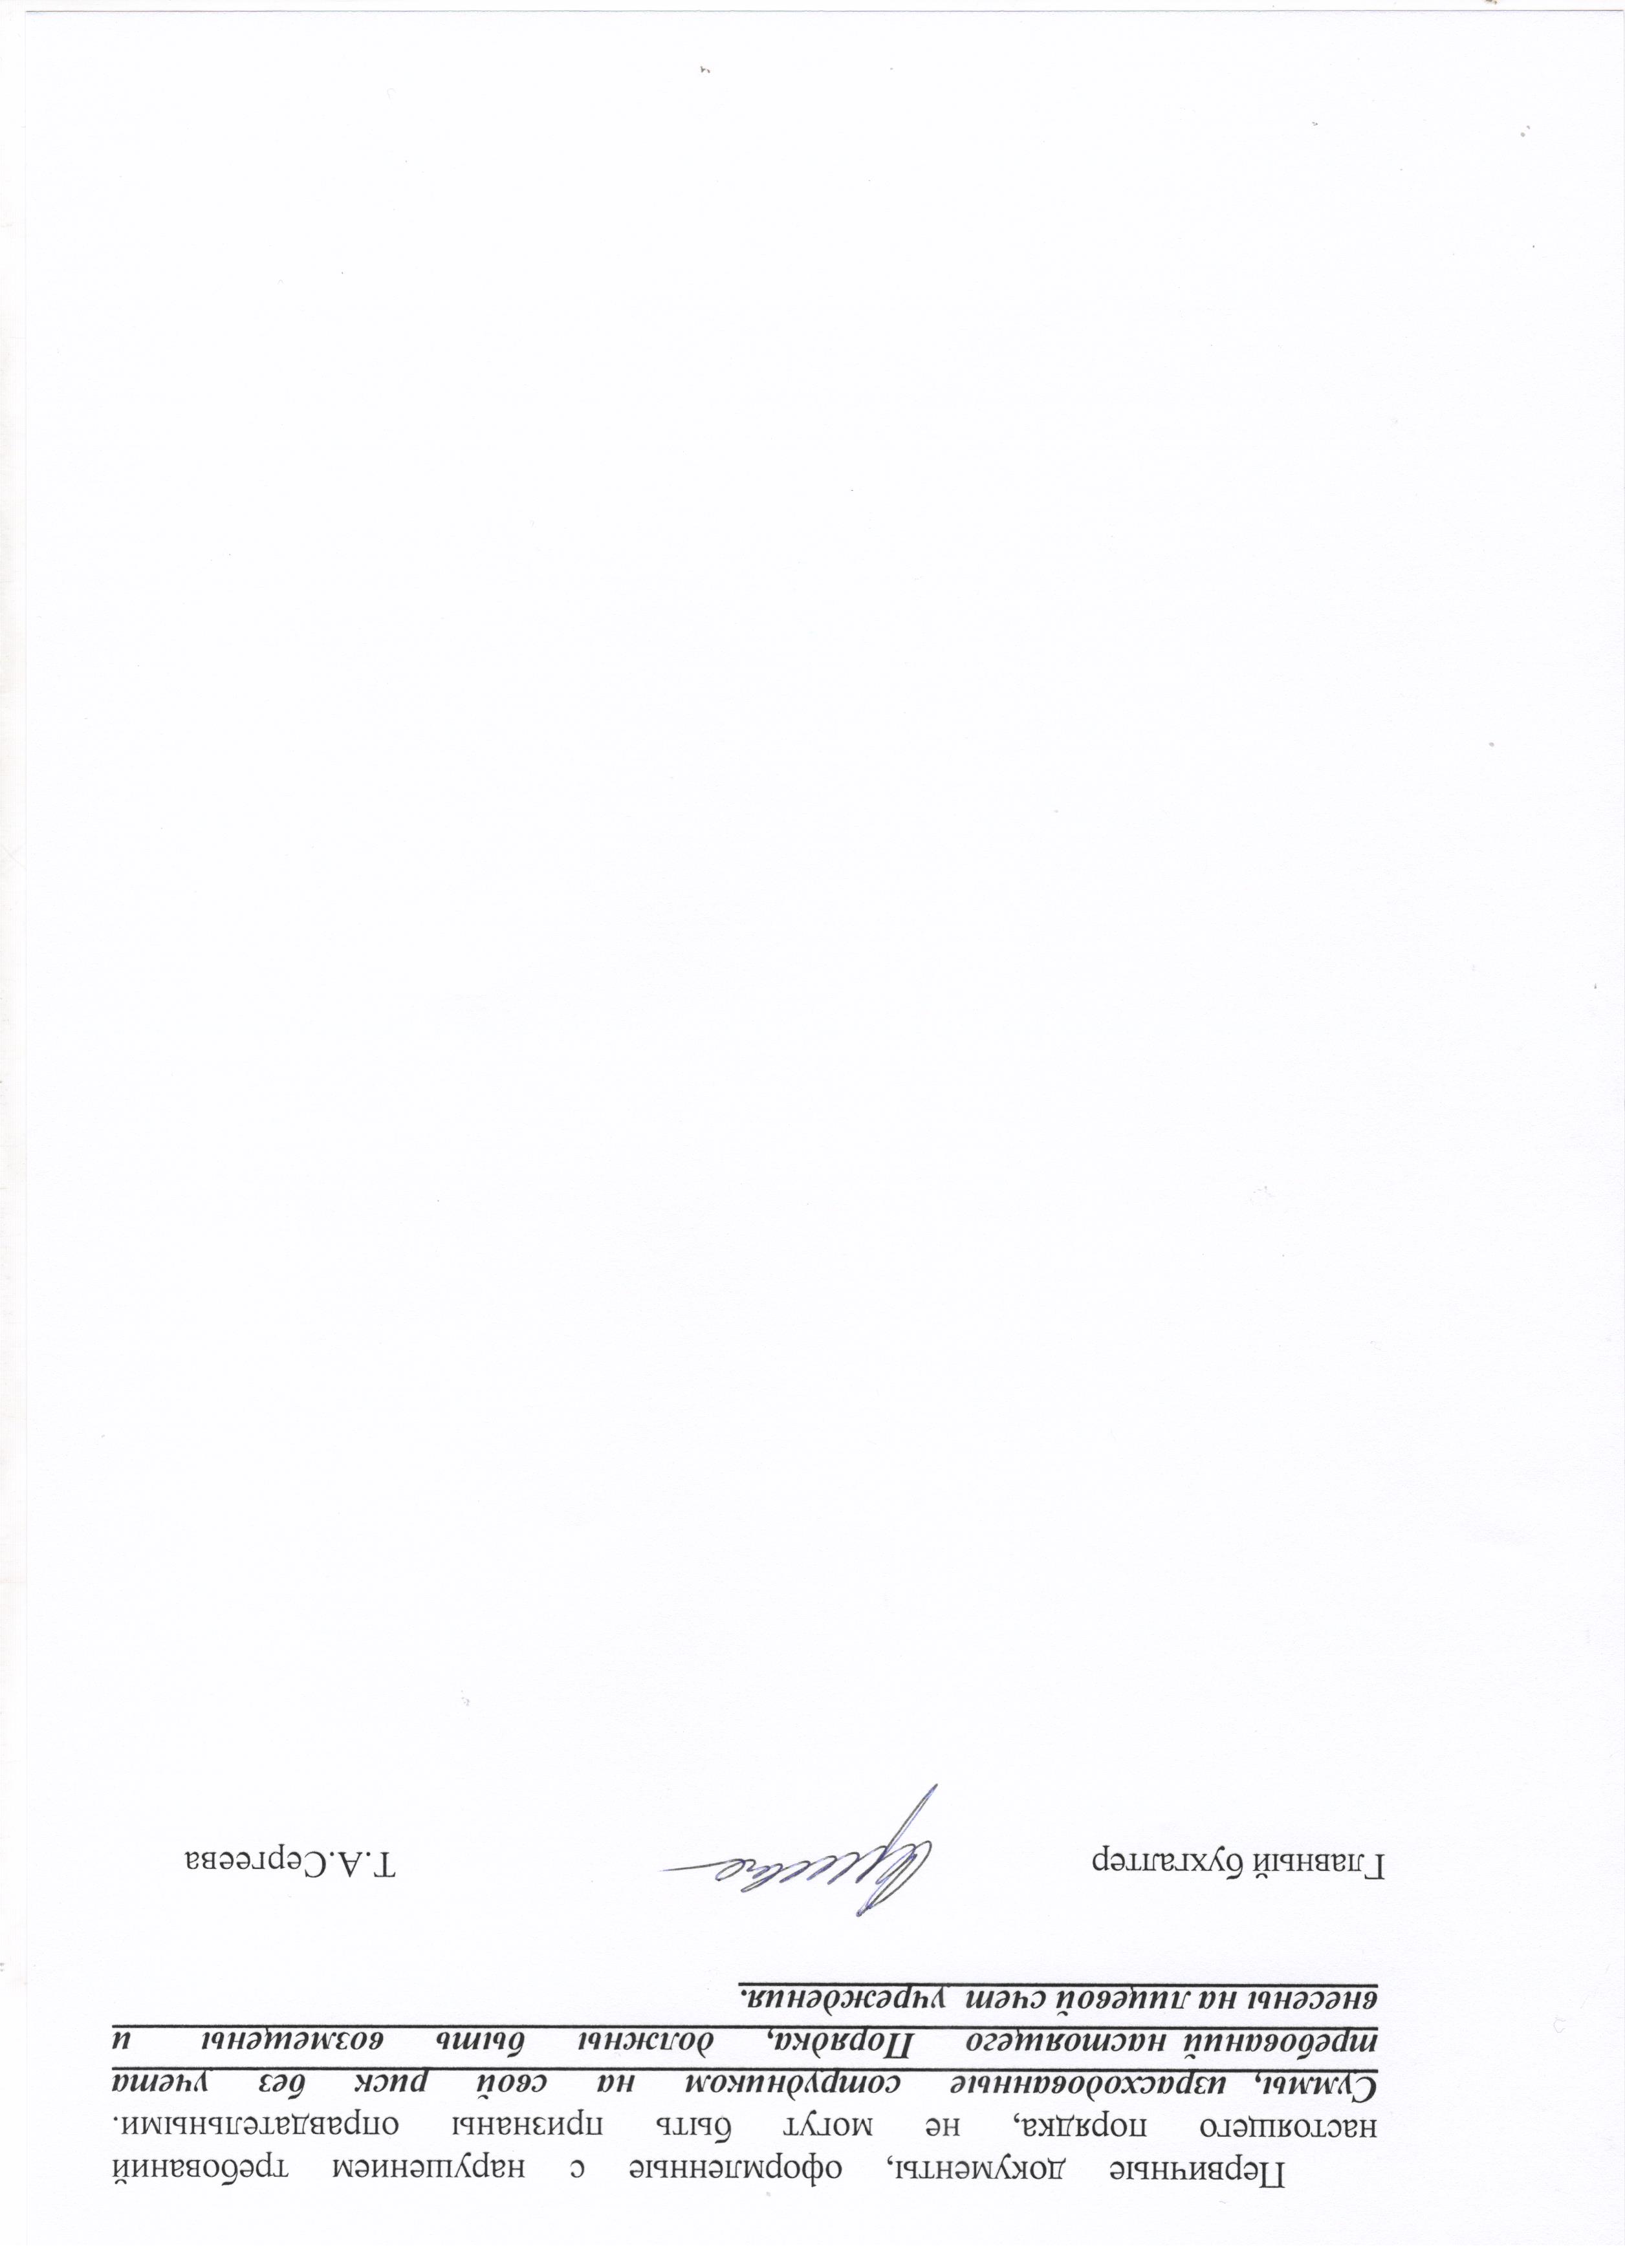 Первичные документы, оформленные с нарушением требований
настоящего порядка, не могут быть признаны оправдательными.
Суммы, израсходованные сотрудником на свой риск без учета
требований настоящего Порядка, должны быть возмещены и
внесены на лицевой счет учреждения.
Главный бухгалтер Т.А.Сергеева